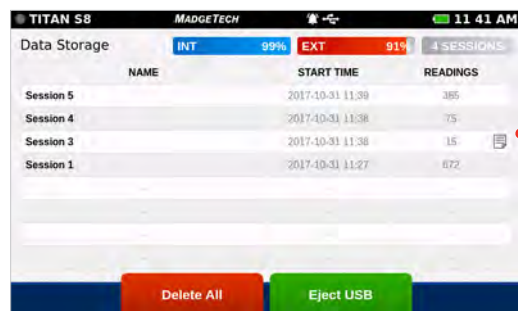 TITAN S8 MADGETECH 11 41 AM
Data Storage INT 99% EXT 91% 4 SESSIONS
NAME START TIME READINGS
Session 5 2017-10-31 11:39 385
Session 4 2017-10-31 11:38 75
Session 3 2017-10-31 11:38 15
Session 1 2017-10-31 11:27 672
Delete All Eject USB